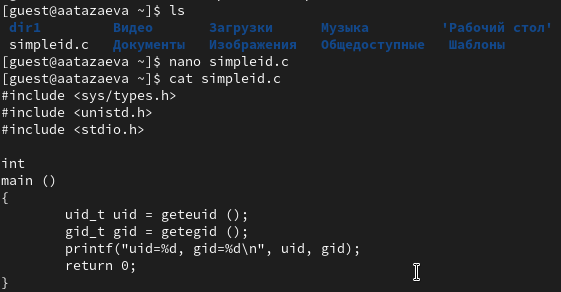 [guest@aatazaeva ~]$ ls
dir1 Видео Загрузки Музыка 'Рабочий стол'
simpleid.c Документы Изображения Общедоступные Шаблоны
[guest@aatazaeva ~]$ nano simpleid.c
[guest@aatazaeva ~]$ cat simpleid.c
#include <sys/types.h>
#include <unistd.h>
#include <stdio.h>

int
main ()
{
        uid_t uid = geteuid ();
        gid_t gid = getegid ();
        printf("uid=%d, gid=%d\n", uid, gid);
        return 0;
}